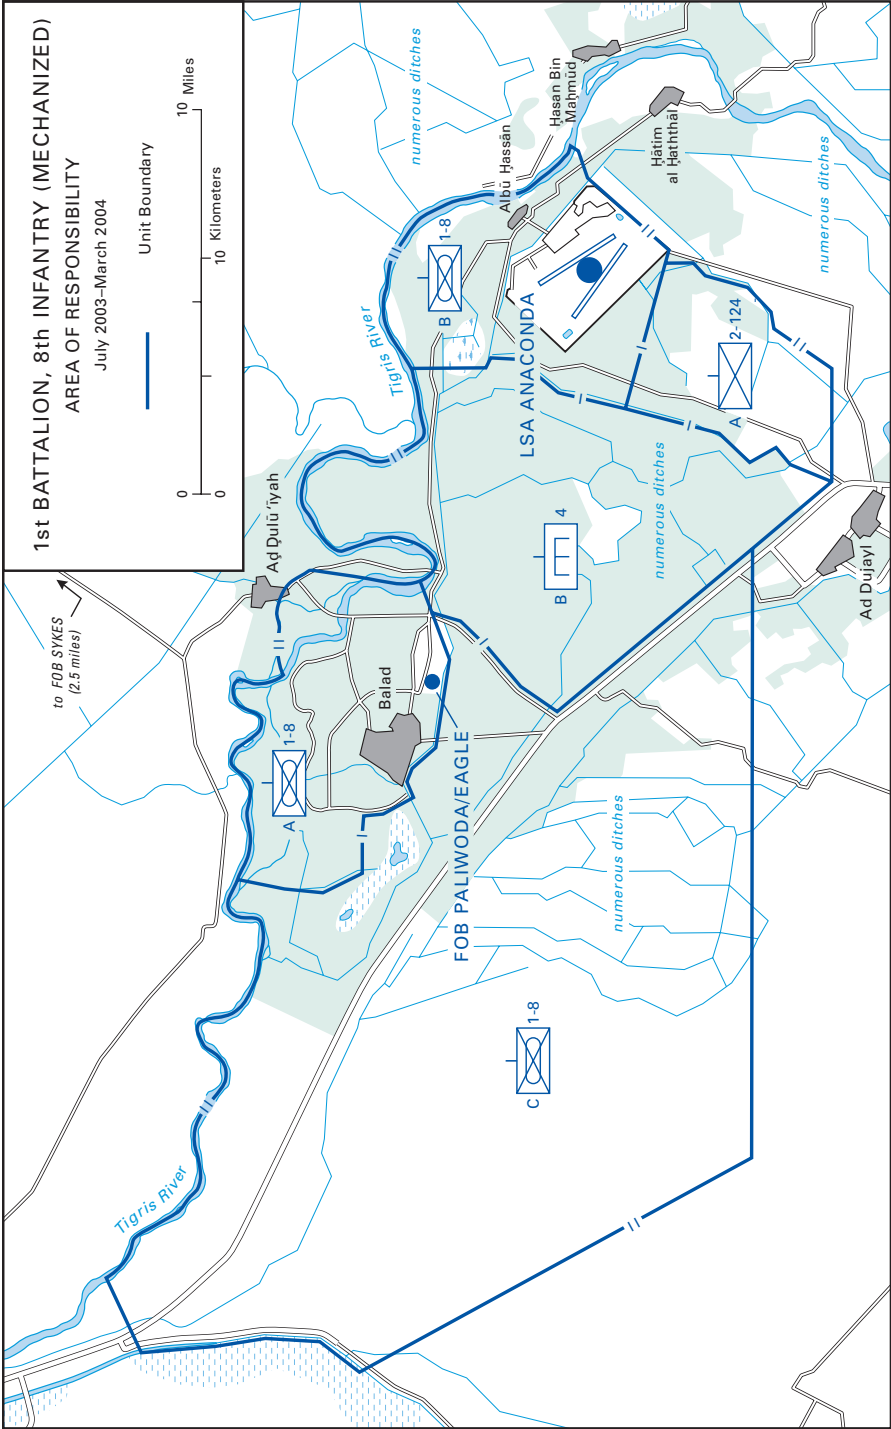 1st BATTALION, 8th INFANTRY (MECHANIZED)
AREA OF RESPONSIBILITY
July 2003–March 2004
Unit Boundary
0
10 Miles
0
10 Kilometers
to FOB SYKES
(2.5 miles)
Tigris River
Tigris River
numerous ditches
Ad Ḍulū‘īyah
Albū Ḥassān
Ḥasan Bin
Maḥmūd
Ḥātim
al Ḥaththāl
B
1-8
A
1-8
Balad
LSA ANACONDA
FOB PALIWODA/EAGLE
numerous ditches
A
2-124
B
4
numerous ditches
numerous ditches
C
1-8
Ad Dujayl